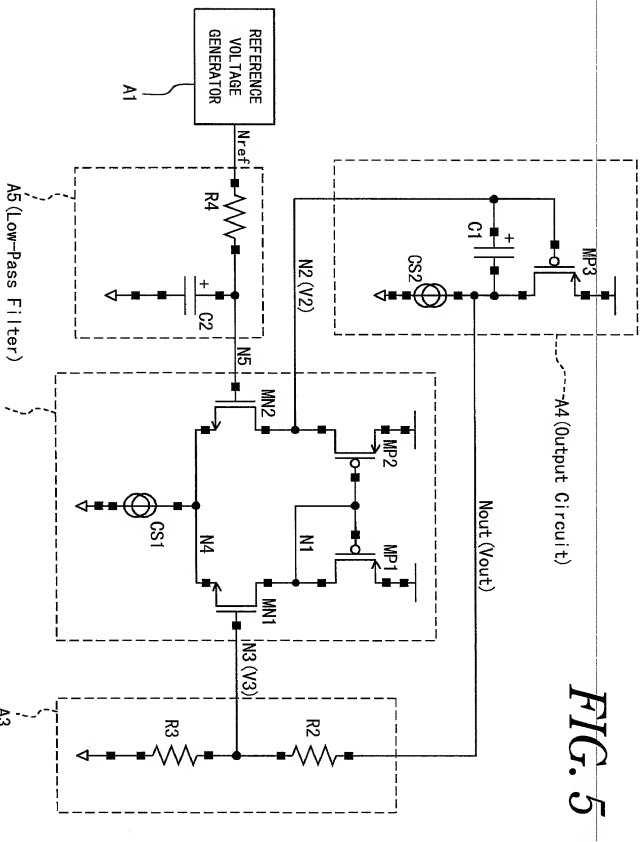 FIG. 5
REFERENCE
VOLTAGE
GENERATOR
A1
Nref
A5(Low-Pass Filter)
R4
C2
+
N5
MN2
MP2
N2(V2)
CS1
N4
N1
MP1
MN1
A4(Output Circuit)
MP3
C1
+
CS2
Nout(Vout)
N3(V3)
R2
R3
A3